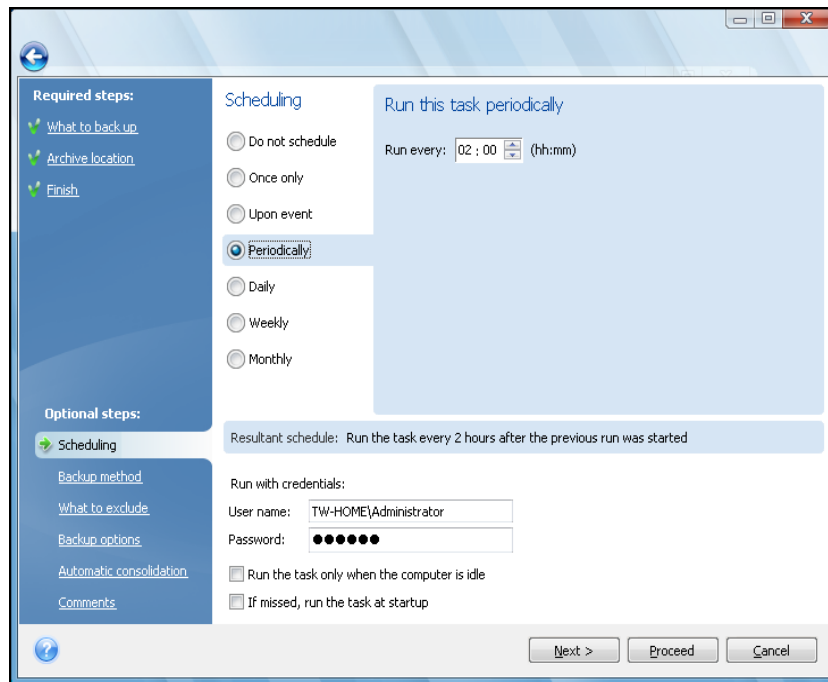 Required steps:
What to back up
Archive location
Finish
Optional steps:
Scheduling
Backup method
What to exclude
Backup options
Automatic consolidation
Comments
Scheduling
Do not schedule
Once only
Upon event
Periodically
Daily
Weekly
Monthly
Run this task periodically
Run every: 02 : 00 (hh:mm)
Resultant schedule: Run the task every 2 hours after the previous run was started
Run with credentials:
User name: TW-HOME\Administrator
Password: ●●●●●●
Run the task only when the computer is idle
If missed, run the task at startup
? Next > Proceed Cancel